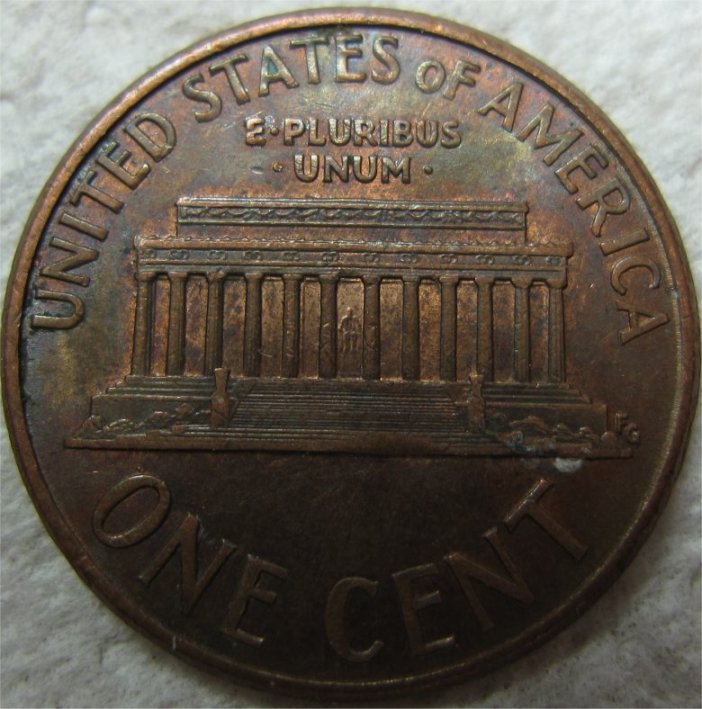 UNITED STATES OF AMERICA
E·PLURIBUS
·UNUM·
FG
ONE CENT